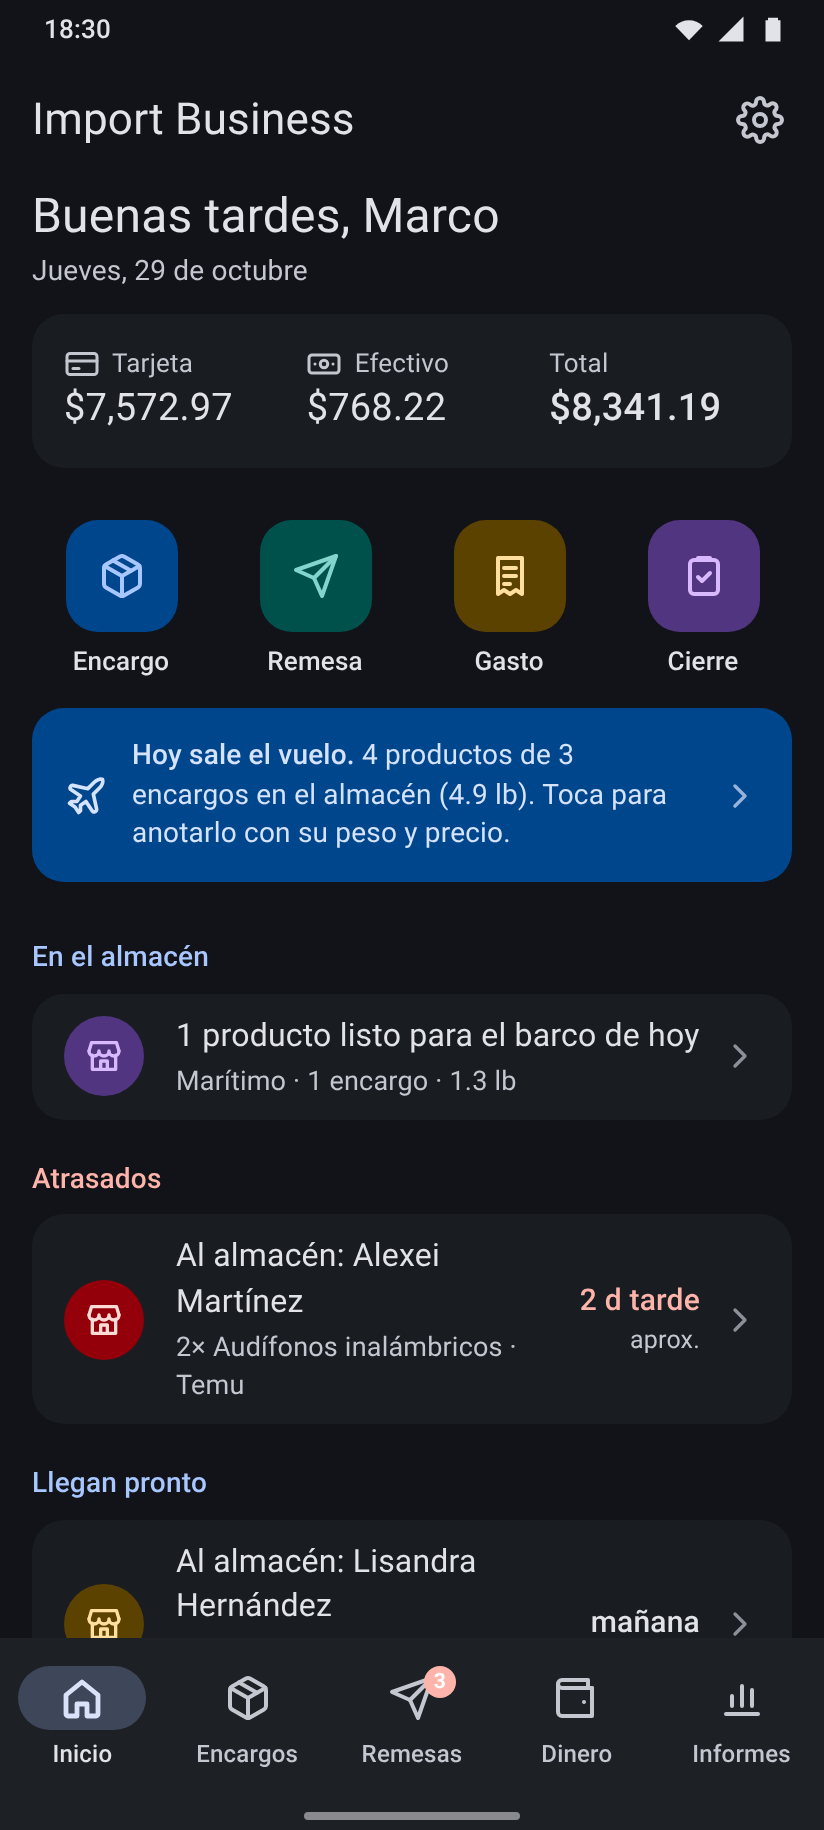 18:30
Import Business
Buenas tardes, Marco
Jueves, 29 de octubre
Tarjeta
$7,572.97
Efectivo
$768.22
Total
$8,341.19
Encargo
Remesa
Gasto
Cierre
Hoy sale el vuelo. 4 productos de 3
encargos en el almacén (4.9 lb). Toca para
anotarlo con su peso y precio.
En el almacén
1 producto listo para el barco de hoy
Marítimo · 1 encargo · 1.3 lb
Atrasados
Al almacén: Alexei
Martínez
2× Audífonos inalámbricos ·
Temu
2 d tarde
aprox.
Llegan pronto
Al almacén: Lisandra
Hernández
mañana
3
Inicio
Encargos
Remesas
Dinero
Informes